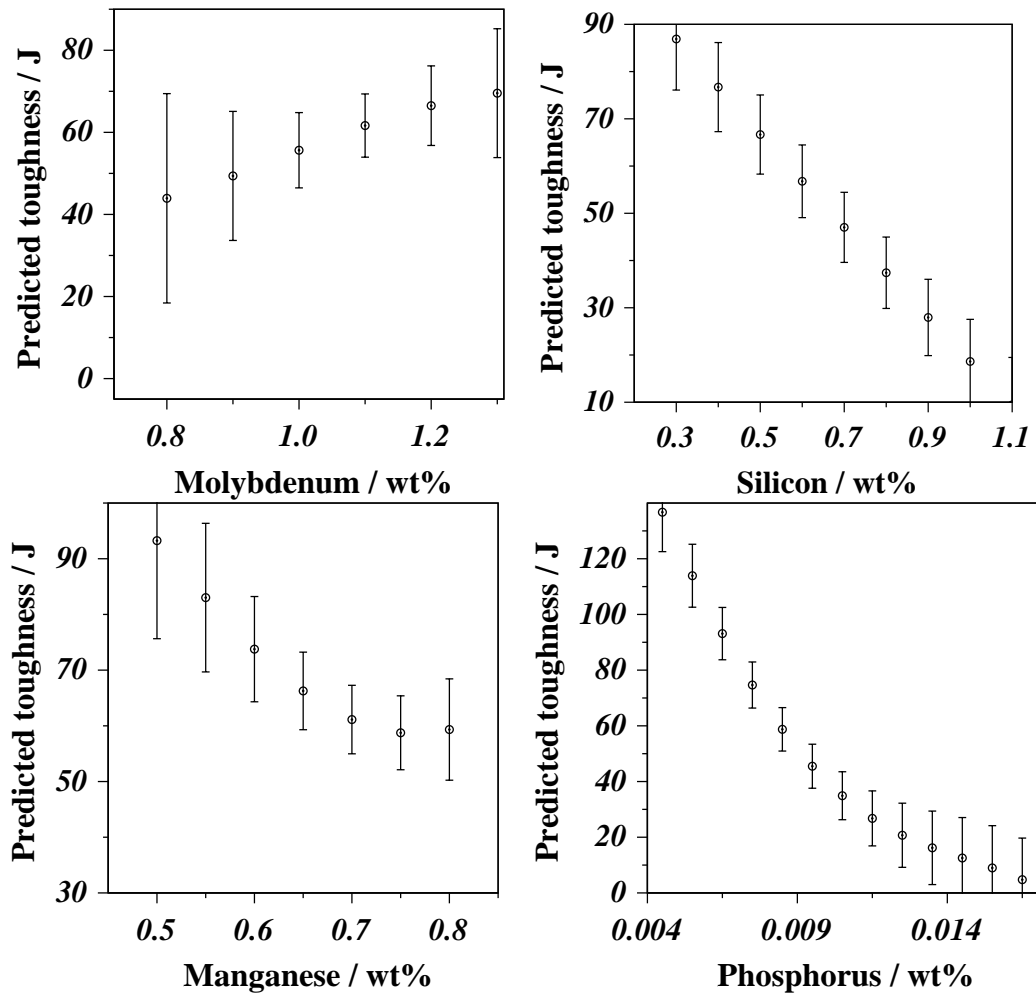 Predicted toughness / J
80
60
40
20
0
0.8 1.0 1.2
Molybdenum / wt%
Predicted toughness / J
90
70
50
30
10
0.3 0.5 0.7 0.9 1.1
Silicon / wt%
Predicted toughness / J
90
70
50
30
0.5 0.6 0.7 0.8
Manganese / wt%
Predicted toughness / J
120
100
80
60
40
20
0
0.004 0.009 0.014
Phosphorus / wt%